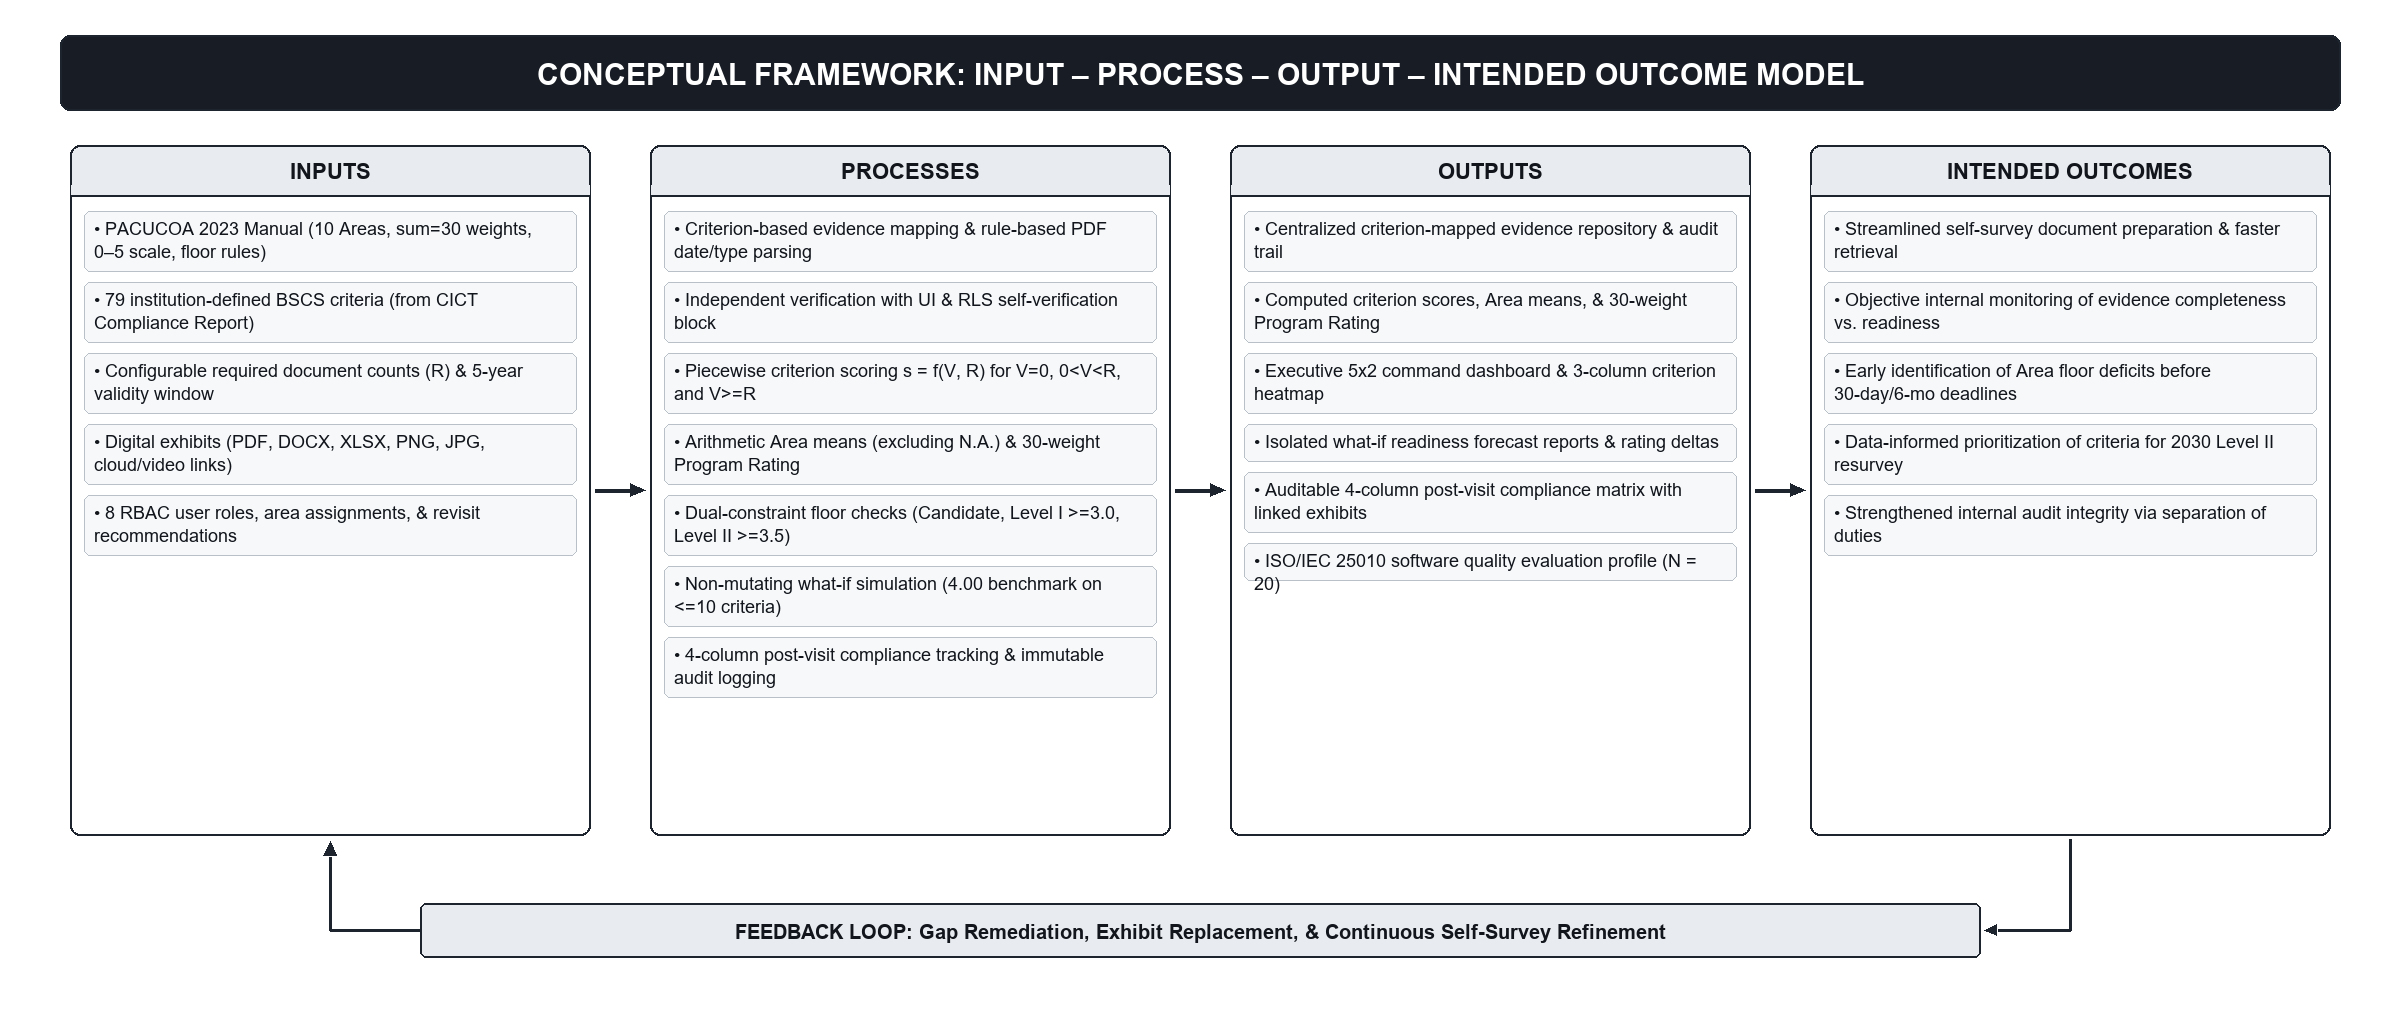 CONCEPTUAL FRAMEWORK: INPUT – PROCESS – OUTPUT – INTENDED OUTCOME MODEL
INPUTS
• PACUCOA 2023 Manual (10 Areas, sum=30 weights,
0–5 scale, floor rules)
• 79 institution-defined BSCS criteria (from CICT
Compliance Report)
• Configurable required document counts (R) & 5-year
validity window
• Digital exhibits (PDF, DOCX, XLSX, PNG, JPG,
cloud/video links)
• 8 RBAC user roles, area assignments, & revisit
recommendations
PROCESSES
• Criterion-based evidence mapping & rule-based PDF
date/type parsing
• Independent verification with UI & RLS self-verification
block
• Piecewise criterion scoring s = f(V, R) for V=0, 0<V<R,
and V>=R
• Arithmetic Area means (excluding N.A.) & 30-weight
Program Rating
• Dual-constraint floor checks (Candidate, Level I >=3.0,
Level II >=3.5)
• Non-mutating what-if simulation (4.00 benchmark on
<=10 criteria)
• 4-column post-visit compliance tracking & immutable
audit logging
OUTPUTS
• Centralized criterion-mapped evidence repository & audit
trail
• Computed criterion scores, Area means, & 30-weight
Program Rating
• Executive 5x2 command dashboard & 3-column criterion
heatmap
• Isolated what-if readiness forecast reports & rating deltas
• Auditable 4-column post-visit compliance matrix with
linked exhibits
• ISO/IEC 25010 software quality evaluation profile (N =
20)
INTENDED OUTCOMES
• Streamlined self-survey document preparation & faster
retrieval
• Objective internal monitoring of evidence completeness
vs. readiness
• Early identification of Area floor deficits before
30-day/6-mo deadlines
• Data-informed prioritization of criteria for 2030 Level II
resurvey
• Strengthened internal audit integrity via separation of
duties
FEEDBACK LOOP: Gap Remediation, Exhibit Replacement, & Continuous Self-Survey Refinement